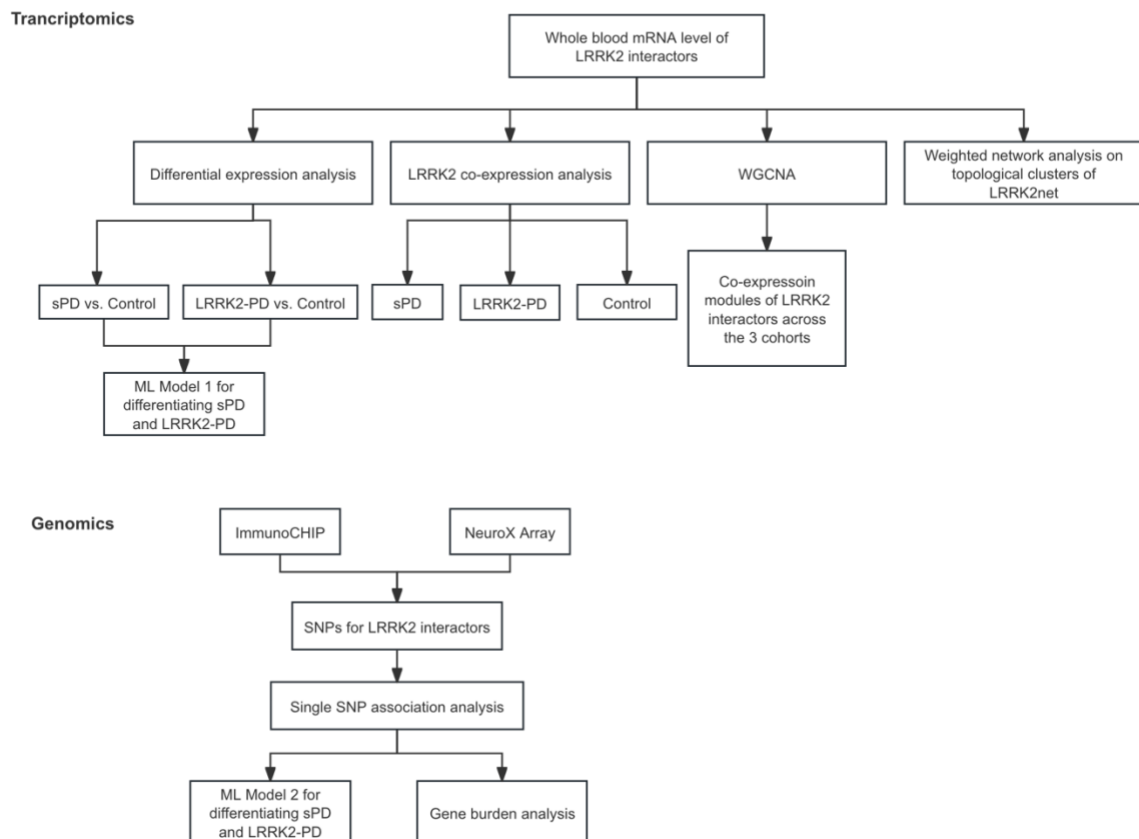 Trancriptomics
Whole blood mRNA level of
LRRK2 interactors
Differential expression analysis
LRRK2 co-expression analysis
WGCNA
Weighted network analysis on
topological clusters of
LRRK2net
sPD vs. Control
LRRK2-PD vs. Control
sPD
LRRK2-PD
Control
Co-expressoin
modules of LRRK2
interactors across
the 3 cohorts
ML Model 1 for
differentiating sPD
and LRRK2-PD
Genomics
ImmunoCHIP
NeuroX Array
SNPs for LRRK2 interactors
Single SNP association analysis
ML Model 2 for
differentiating sPD
and LRRK2-PD
Gene burden analysis